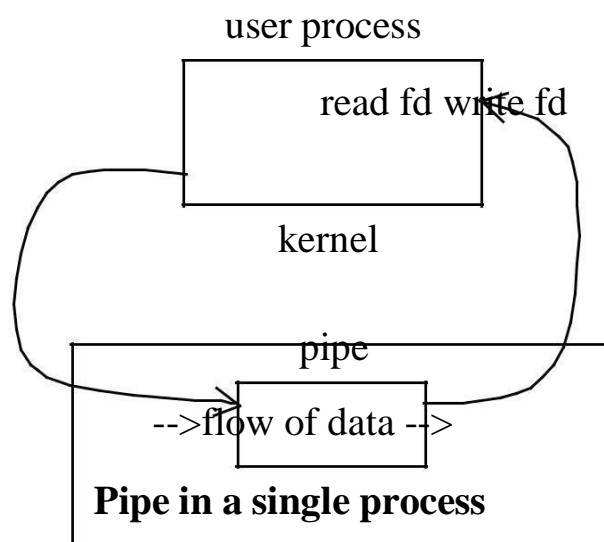 user process
read fd write fd
kernel
pipe
-->flow of data -->
Pipe in a single process